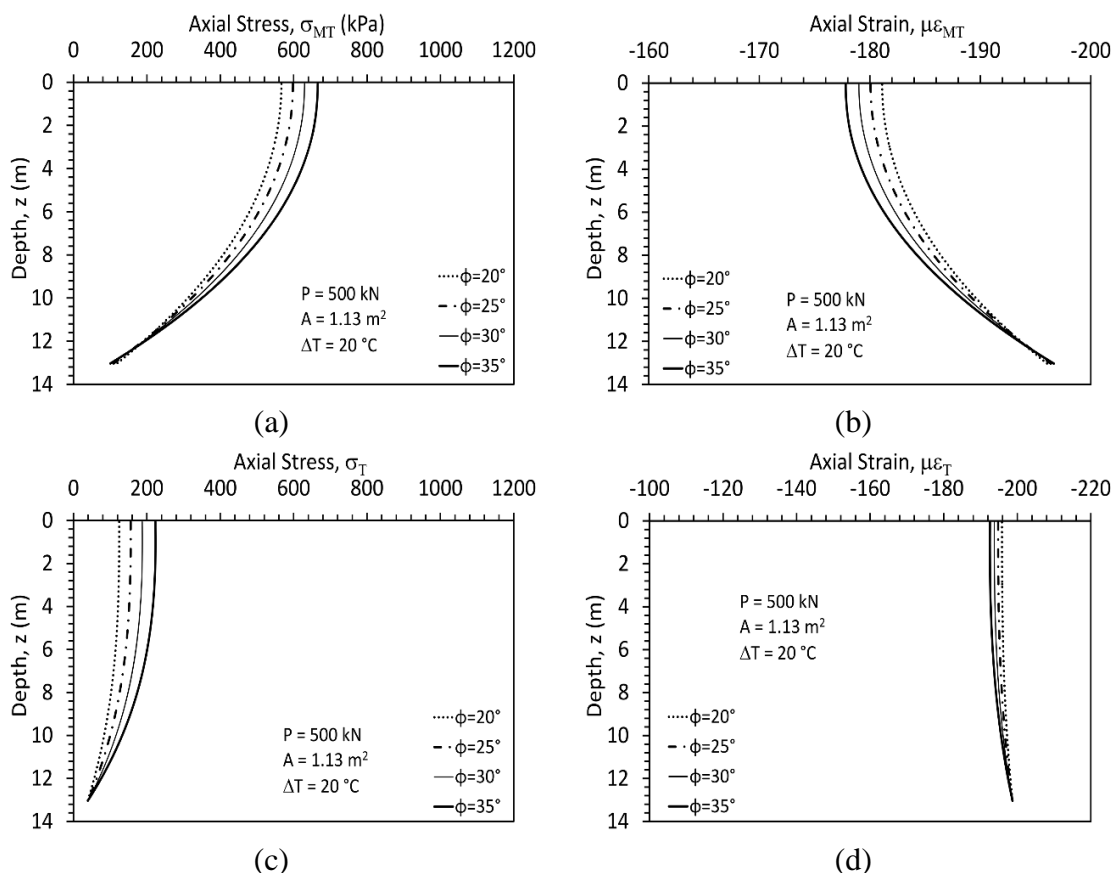 Axial Stress, σMT (kPa)
0 200 400 600 800 1000 1200
0
2
4
6
8
10
12
14
Depth, z (m)
P = 500 kN
A = 1.13 m²
ΔT = 20 °C
ϕ=20°
ϕ=25°
ϕ=30°
ϕ=35°
(a)
Axial Strain, μεMT
-160 -170 -180 -190 -200
0
2
4
6
8
10
12
14
Depth, z (m)
ϕ=20°
ϕ=25°
ϕ=30°
ϕ=35°
P = 500 kN
A = 1.13 m²
ΔT = 20 °C
(b)
Axial Stress, σT
0 200 400 600 800 1000 1200
0
2
4
6
8
10
12
14
Depth, z (m)
P = 500 kN
A = 1.13 m²
ΔT = 20 °C
ϕ=20°
ϕ=25°
ϕ=30°
ϕ=35°
(c)
Axial Strain, μεT
-100 -120 -140 -160 -180 -200 -220
0
2
4
6
8
10
12
14
Depth, z (m)
P = 500 kN
A = 1.13 m²
ΔT = 20 °C
ϕ=20°
ϕ=25°
ϕ=30°
ϕ=35°
(d)